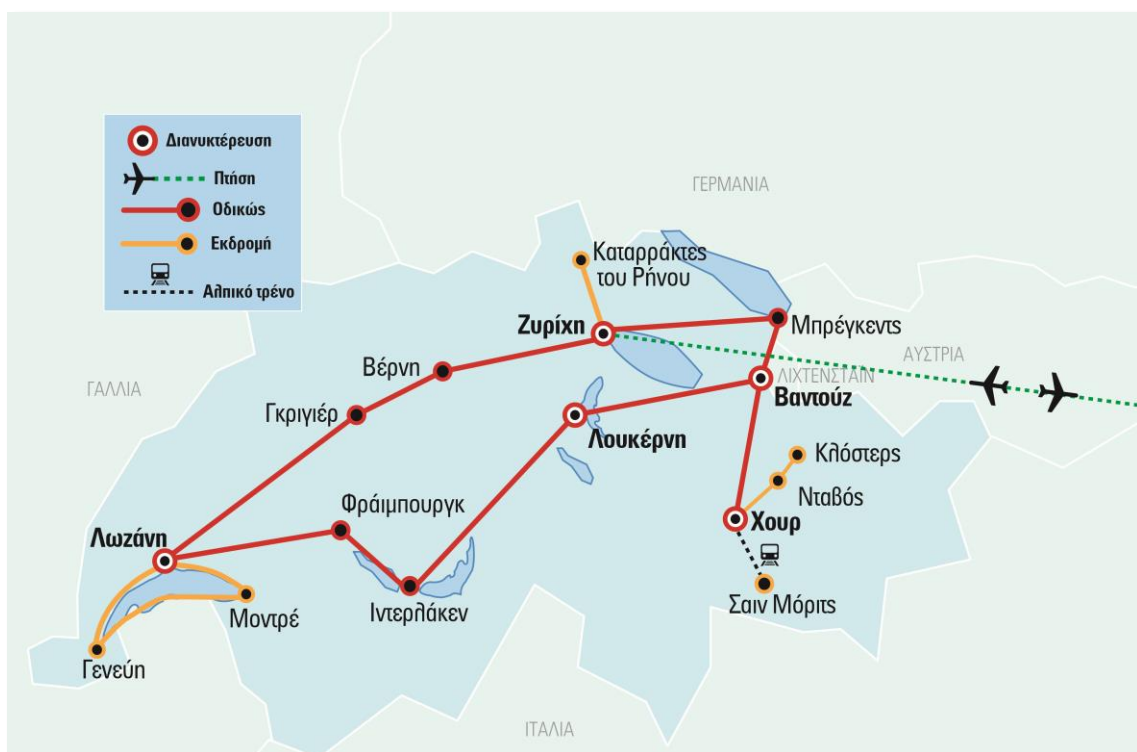 Διανυκτέρευση
Πτήση
Οδικώς
Εκδρομή
Αλπικό τρένο
ΓΕΡΜΑΝΙΑ
Καταρράκτες
του Ρήνου
Ζυρίχη
Μπρέγκεντς
ΑΥΣΤΡΙΑ
ΛΙΧΤΕΝΣΤΑΪΝ
Βαντούζ
Βέρνη
ΓΑΛΛΙΑ
Γκριγιέρ
Λουκέρνη
Κλόστερς
Νταβός
Χουρ
Φράιμπουργκ
Λωζάνη
Ιντερλάκεν
Σαιν Μόριτς
Μοντρέ
Γενεύη
ΙΤΑΛΙΑ